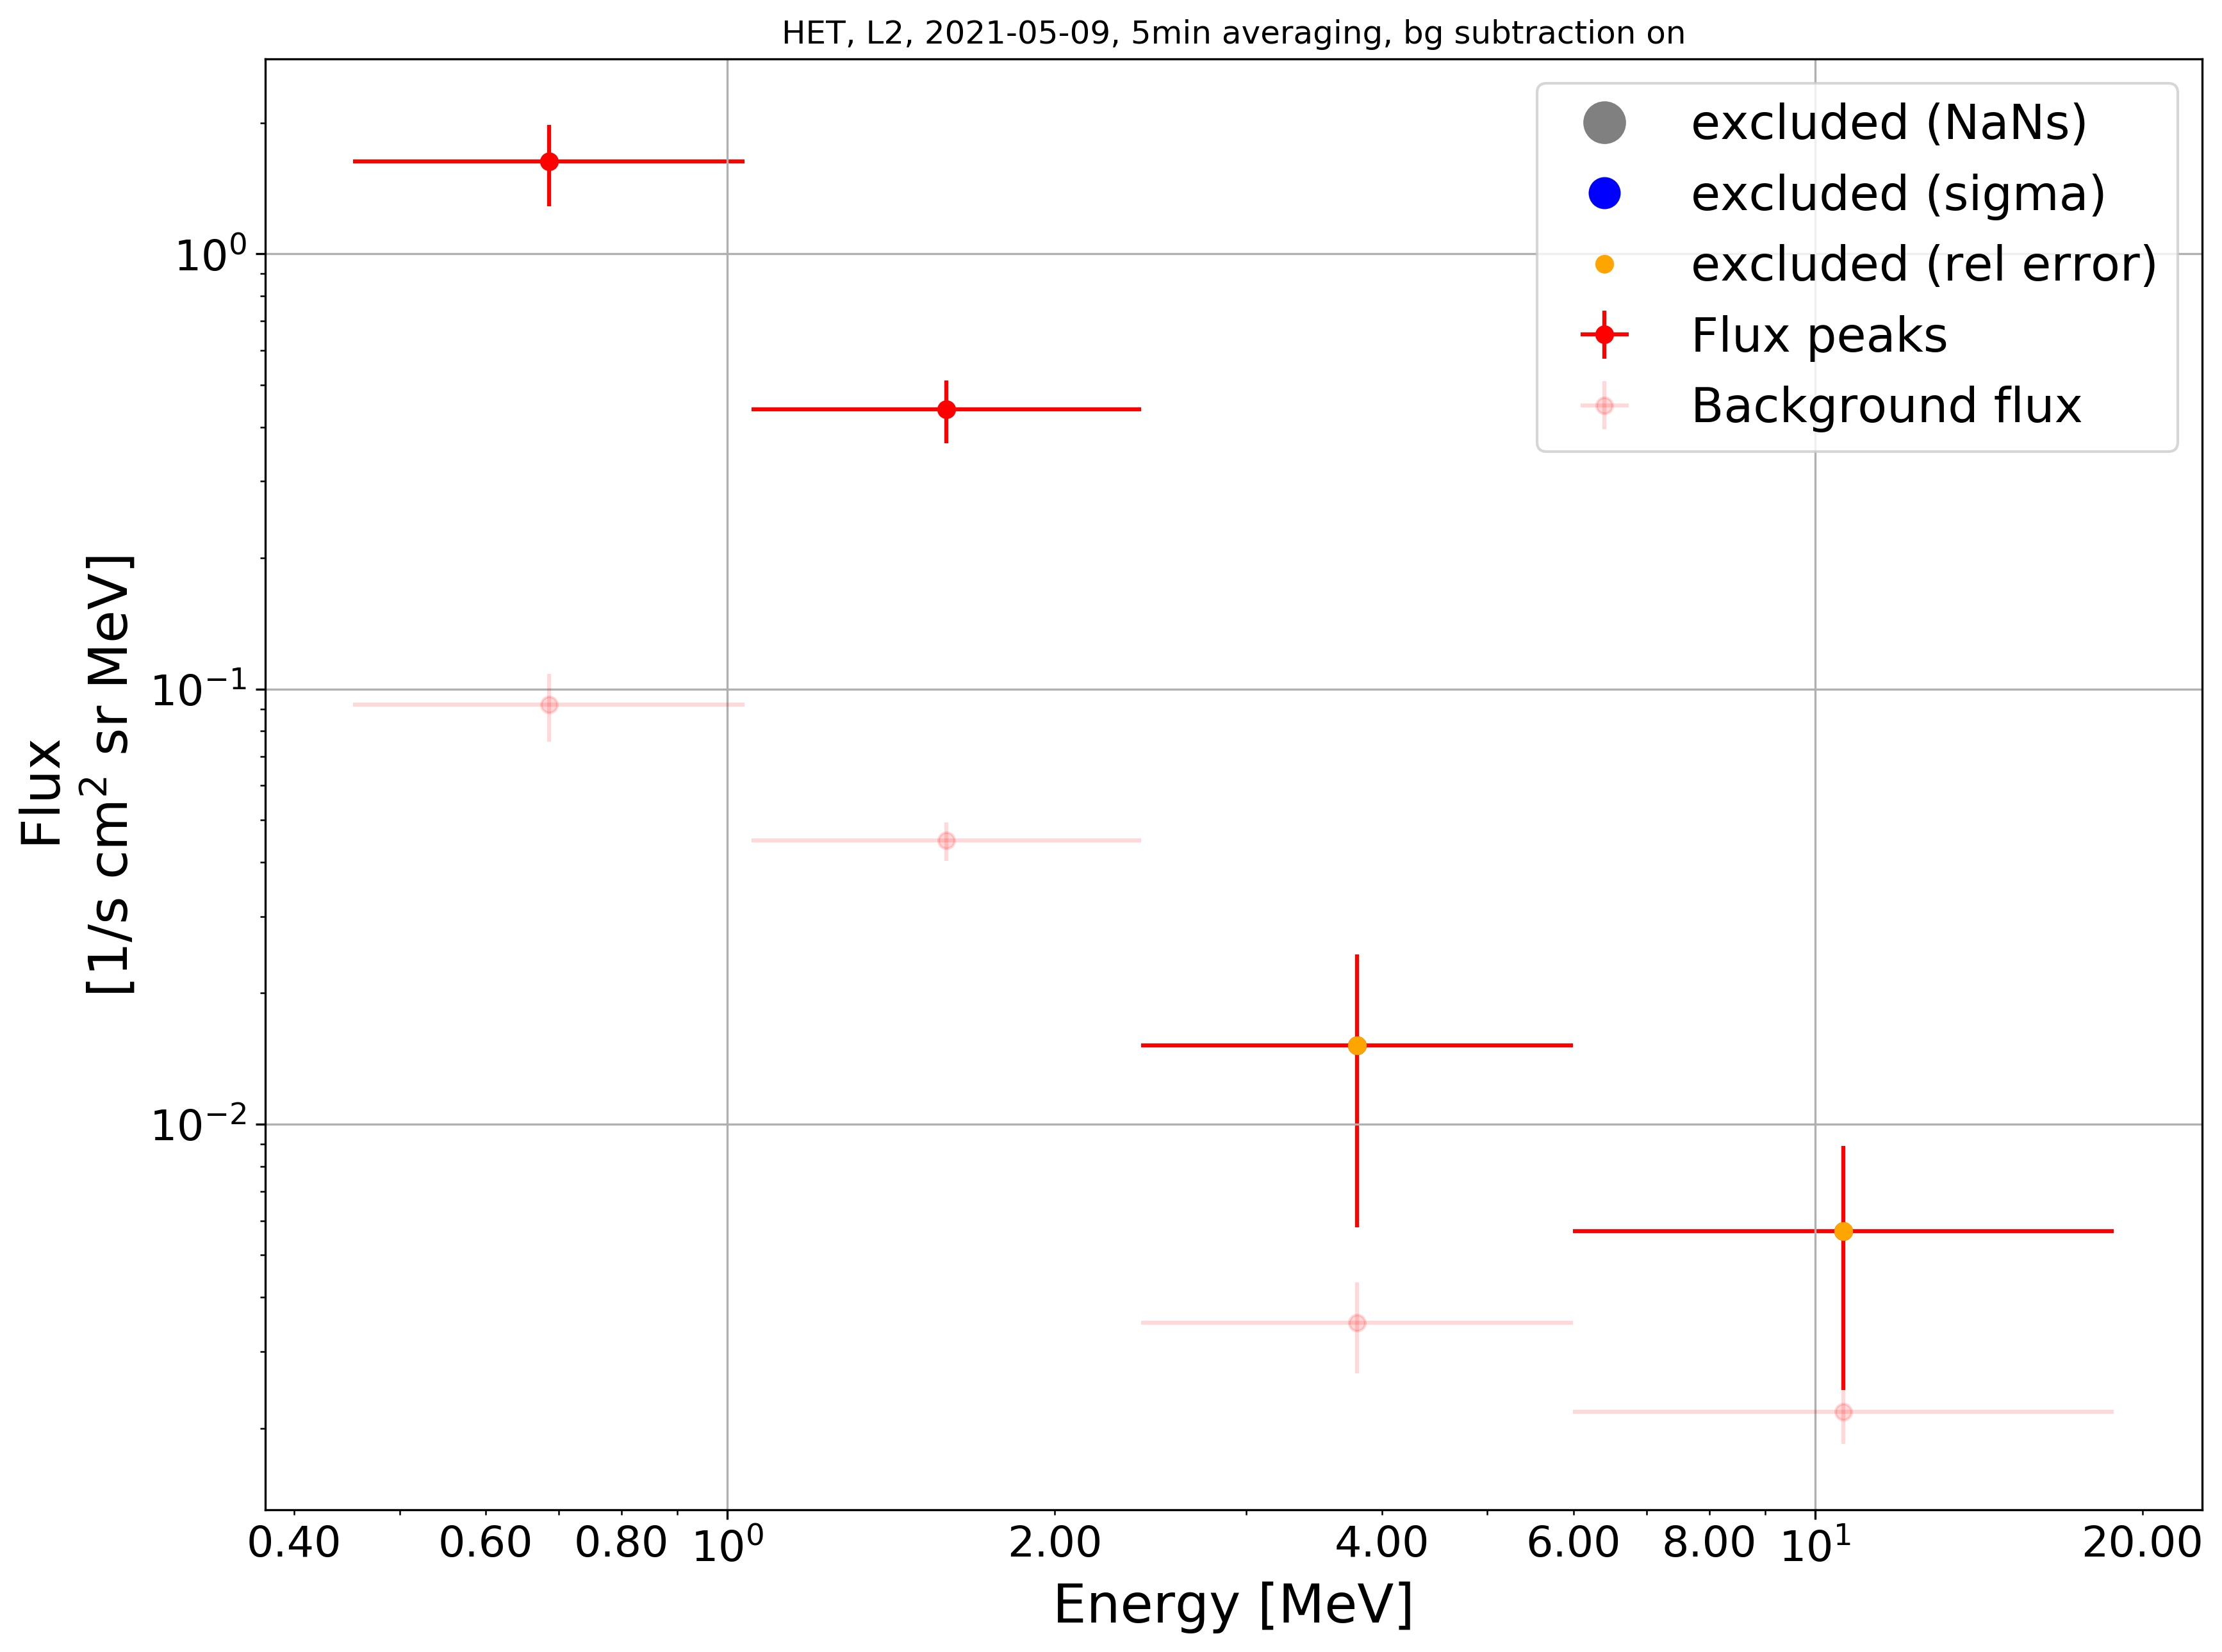 HET, L2, 2021-05-09, 5min averaging, bg subtraction on
excluded (NaNs)
excluded (sigma)
excluded (rel error)
Flux peaks
Background flux
10⁰
10⁻¹
10⁻²
Flux
[1/s cm² sr MeV]
0.40 0.60 0.80 10⁰ 2.00 4.00 6.00 8.00 10¹ 20.00
Energy [MeV]